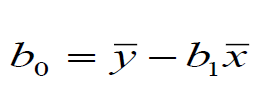 b₀ = y̅ − b₁x̅